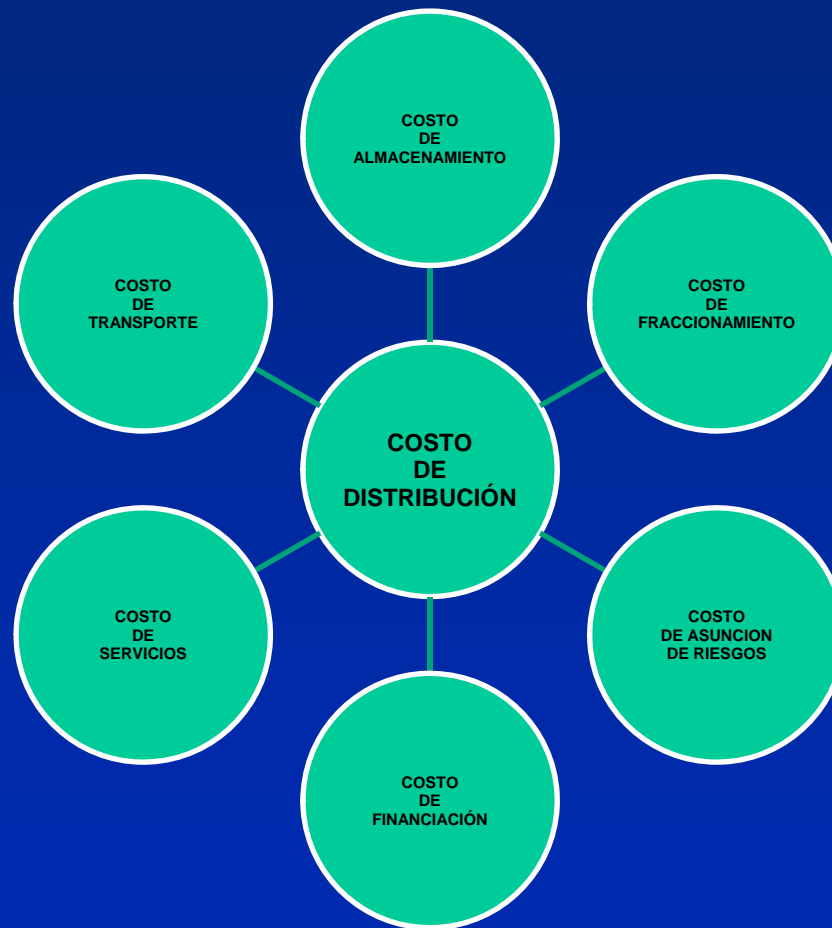 COSTO
DE
ALMACENAMIENTO
COSTO
DE
TRANSPORTE
COSTO
DE
FRACCIONAMIENTO
COSTO
DE
DISTRIBUCIÓN
COSTO
DE
SERVICIOS
COSTO
DE ASUNCION
DE RIESGOS
COSTO
DE
FINANCIACIÓN